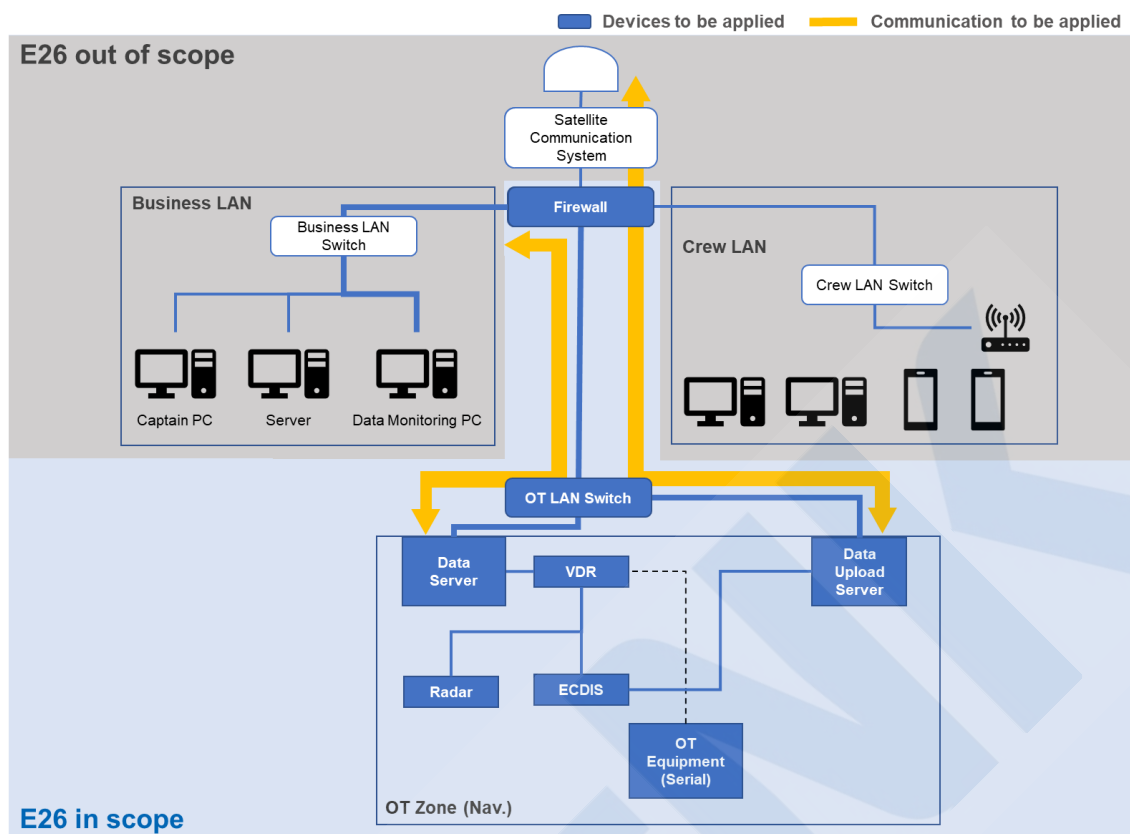 Devices to be applied
Communication to be applied
E26 out of scope
Satellite
Communication
System
Business LAN
Firewall
Business LAN
Switch
Crew LAN
Crew LAN Switch
Captain PC
Server
Data Monitoring PC
OT LAN Switch
Data
Server
VDR
Data
Upload
Server
Radar
ECDIS
OT
Equipment
(Serial)
OT Zone (Nav.)
E26 in scope